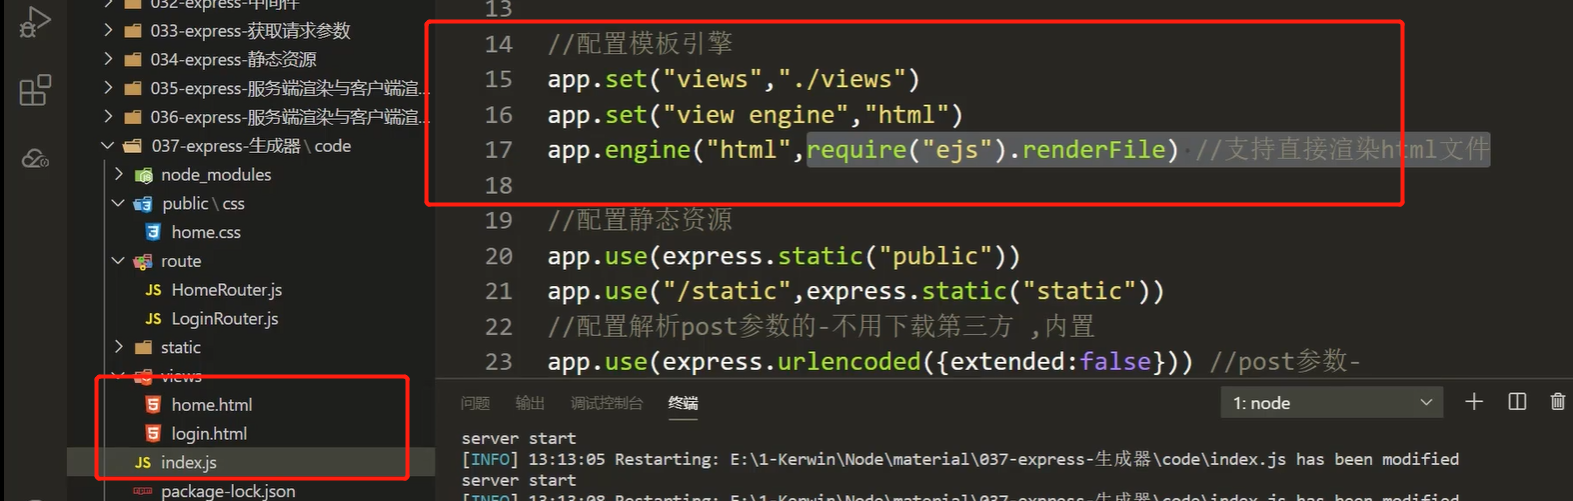 032-express-中间件
033-express-获取请求参数
034-express-静态资源
035-express-服务端渲染与客户端渲...
036-express-服务端渲染与客户端渲...
037-express-生成器\code
node_modules
public\css
home.css
route
HomeRouter.js
LoginRouter.js
static
views
home.html
login.html
index.js
package-lock.json
13
14 //配置模板引擎
15 app.set("views","./views")
16 app.set("view engine","html")
17 app.engine("html",require("ejs").renderFile) //支持直接渲染html文件
18
19 //配置静态资源
20 app.use(express.static("public"))
21 app.use("/static",express.static("static"))
22 //配置解析post参数的-不用下载第三方 ,内置
23 app.use(express.urlencoded({extended:false})) //post参数-
问题 输出 调试控制台 终端 1: node
server start
[INFO] 13:13:05 Restarting: E:\1-Kerwin\Node\material\037-express-生成器\code\index.js has been modified
server start
[INFO] 13:13:08 Restarting: E:\1-Kerwin\Node\material\037-express-生成器\code\index.js has been modified